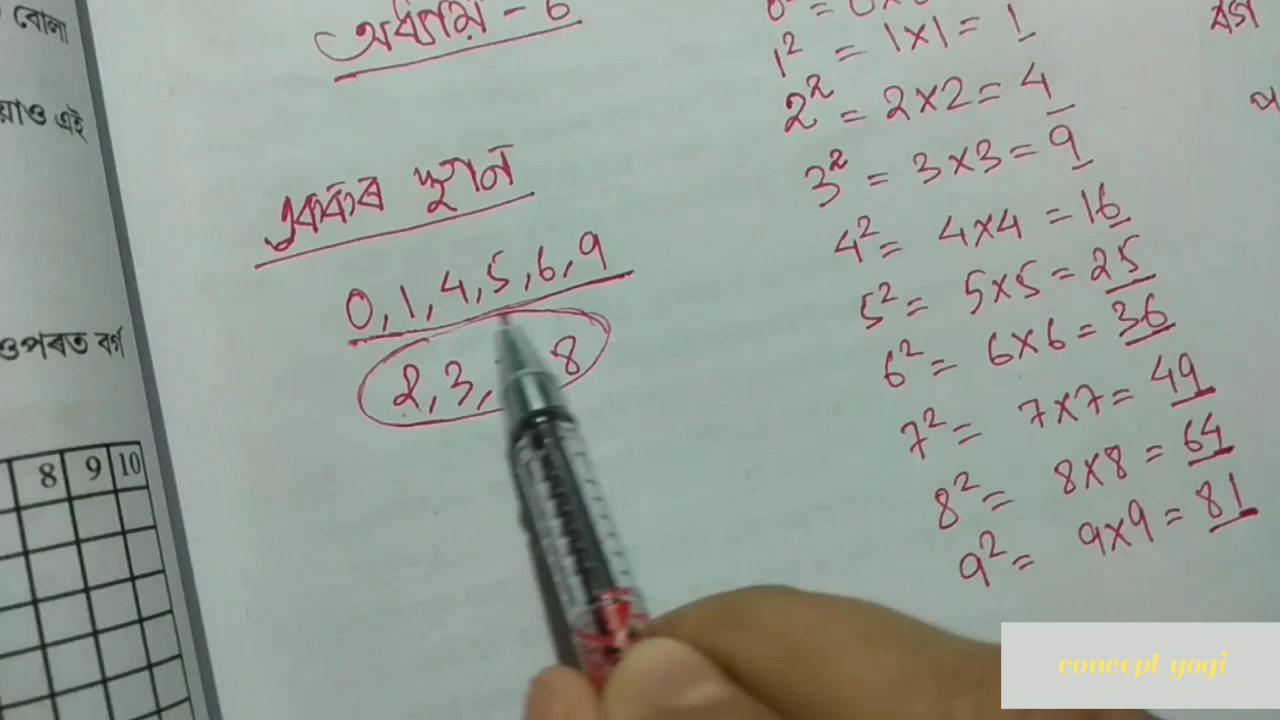 বোলা
য়াও এই
ওপৰত বৰ্গ
8 9 10
অধ্যায় - 6
এককৰ স্থান
0, 1, 4, 5, 6, 9
2, 3, 8
1² = 1×1 = 1
2² = 2×2 = 4
3² = 3×3 = 9
4² = 4×4 = 16
5² = 5×5 = 25
6² = 6×6 = 36
7² = 7×7 = 49
8² = 8×8 = 64
9² = 9×9 = 81
concept yogi